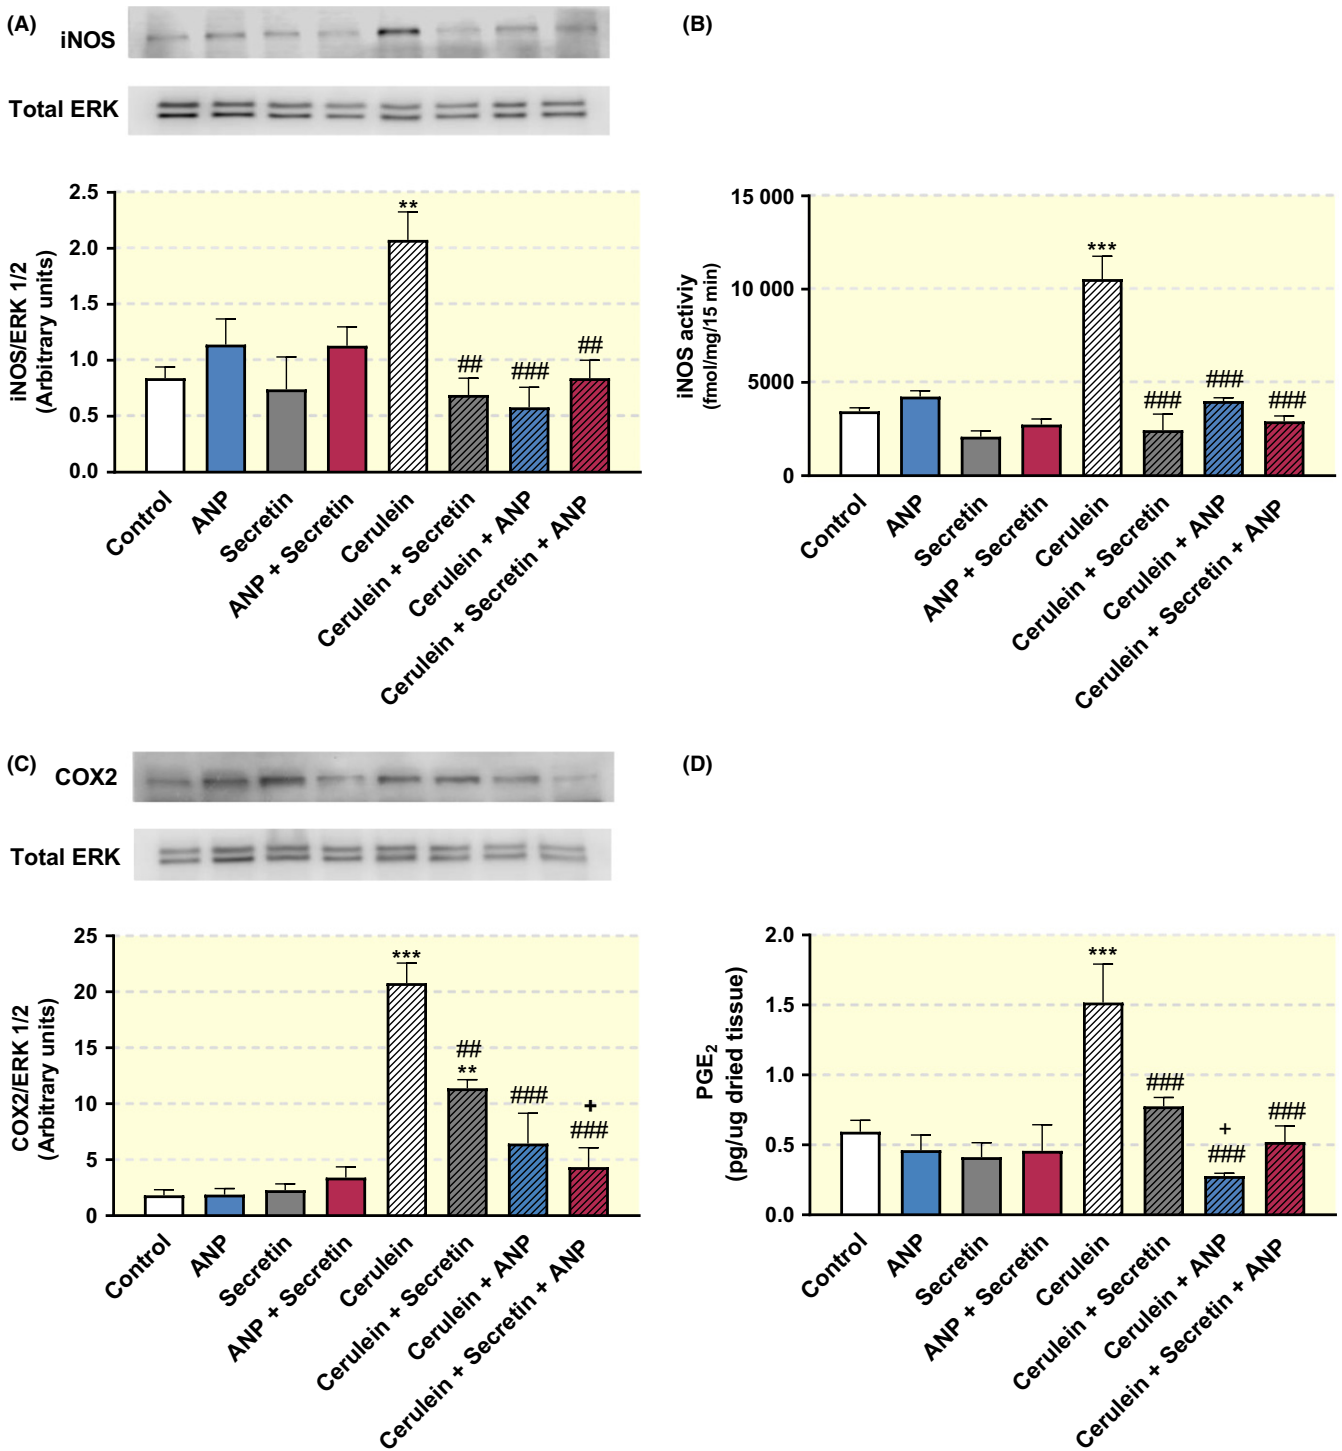 (A)
iNOS
Total ERK
iNOS/ERK 1/2
(Arbitrary units)
2.5
2.0
1.5
1.0
0.5
0.0
**
##
###
##
Control
ANP
Secretin
ANP + Secretin
Cerulein
Cerulein + Secretin
Cerulein + ANP
Cerulein + Secretin + ANP
(B)
iNOS activiy
(fmol/mg/15 min)
15 000
10 000
5000
0
***
###
###
###
Control
ANP
Secretin
ANP + Secretin
Cerulein
Cerulein + Secretin
Cerulein + ANP
Cerulein + Secretin + ANP
(C)
COX2
Total ERK
COX2/ERK 1/2
(Arbitrary units)
25
20
15
10
5
0
***
##
**
###
+
###
Control
ANP
Secretin
ANP + Secretin
Cerulein
Cerulein + Secretin
Cerulein + ANP
Cerulein + Secretin + ANP
(D)
PGE2
(pg/ug dried tissue)
2.0
1.5
1.0
0.5
0.0
***
###
+
###
###
Control
ANP
Secretin
ANP + Secretin
Cerulein
Cerulein + Secretin
Cerulein + ANP
Cerulein + Secretin + ANP